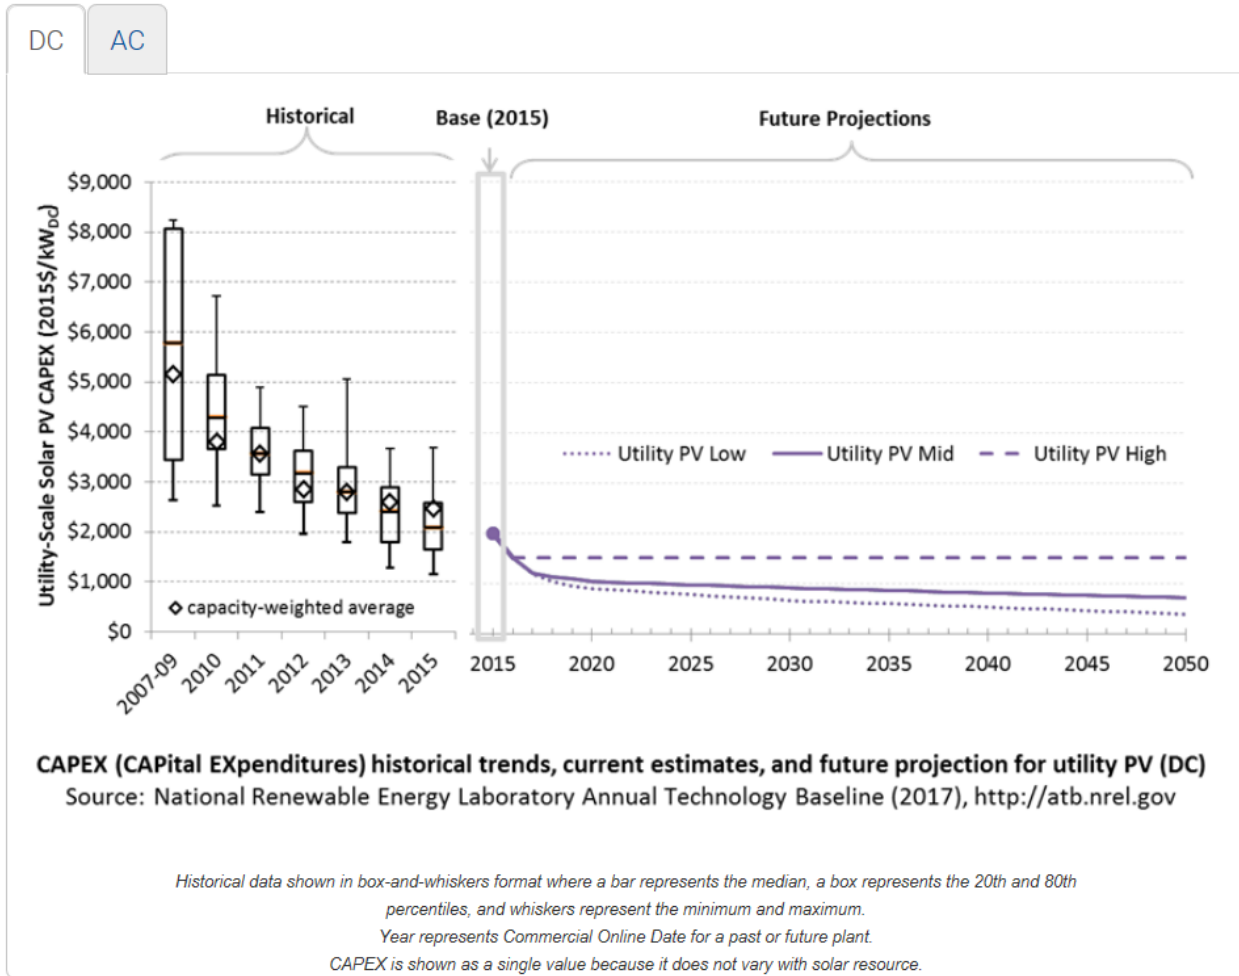 DC AC
Historical Base (2015) Future Projections
Utility-Scale Solar PV CAPEX (2015$/kWDC)
$9,000
$8,000
$7,000
$6,000
$5,000
$4,000
$3,000
$2,000
$1,000
$0
capacity-weighted average
2007-09 2010 2011 2012 2013 2014 2015
Utility PV Low Utility PV Mid Utility PV High
2015 2020 2025 2030 2035 2040 2045 2050
CAPEX (CAPital EXpenditures) historical trends, current estimates, and future projection for utility PV (DC)
Source: National Renewable Energy Laboratory Annual Technology Baseline (2017), http://atb.nrel.gov
Historical data shown in box-and-whiskers format where a bar represents the median, a box represents the 20th and 80th
percentiles, and whiskers represent the minimum and maximum.
Year represents Commercial Online Date for a past or future plant.
CAPEX is shown as a single value because it does not vary with solar resource.